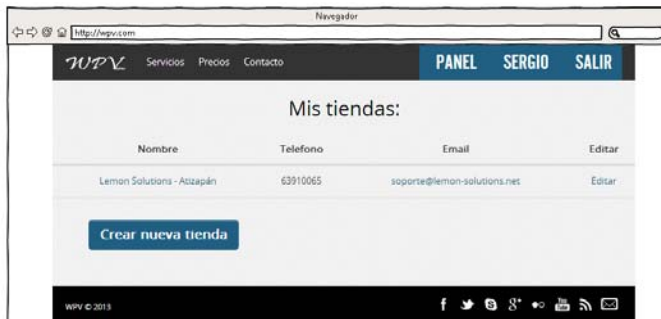 Navegador
http://wpv.com
WPV Servicios Precios Contacto PANEL SERGIO SALIR
Mis tiendas:
Nombre Telefono Email Editar
Lemon Solutions - Atizapán 63910065 soporte@lemon-solutions.net Editar
Crear nueva tienda
WPV © 2013